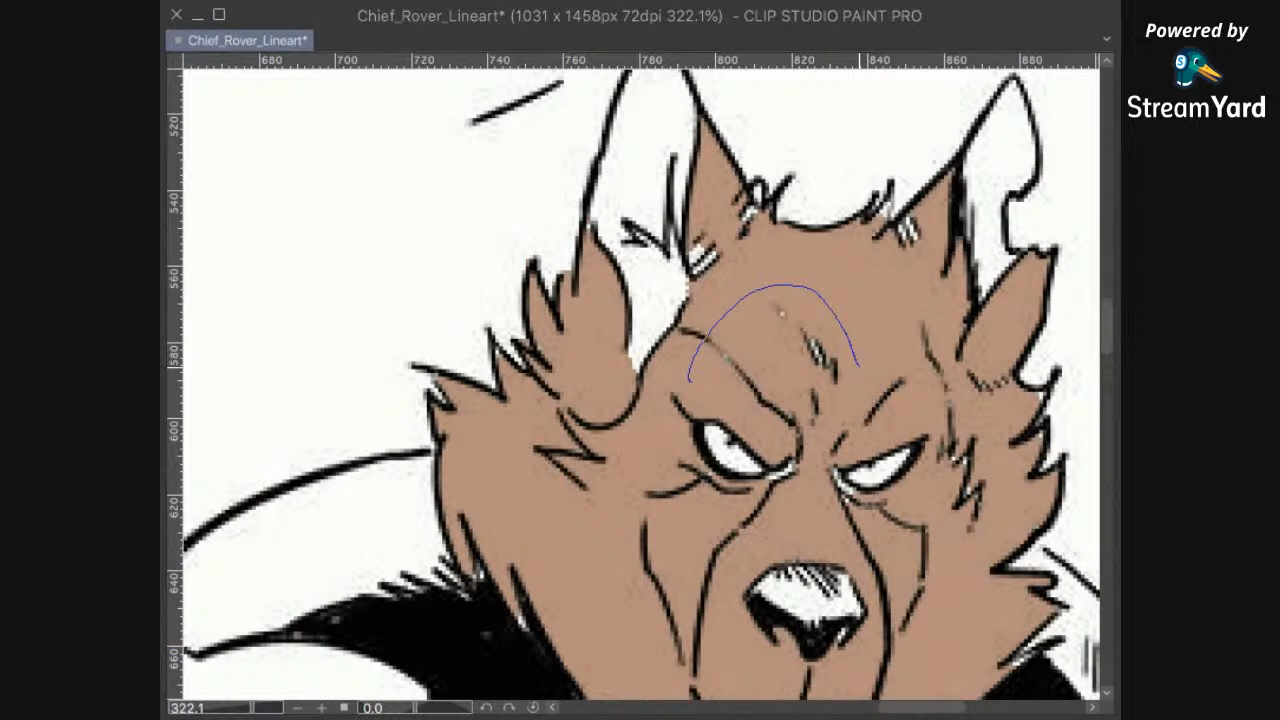 Chief_Rover_Lineart* (1031 x 1458px 72dpi 322.1%) - CLIP STUDIO PAINT PRO
Powered by
StreamYard
Chief_Rover_Lineart*
680 700 720 740 760 780 800 820 840 860 880
520
540
560
580
600
620
640
660
322.1 0.0